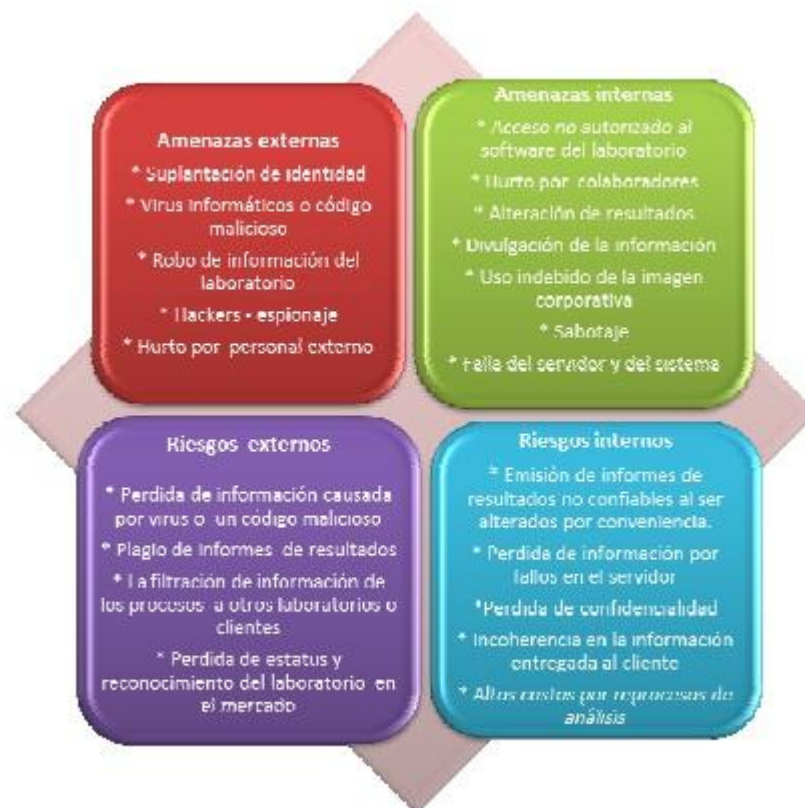 Amenazas externas
* Suplantación de identidad
* Virus informáticos o código
malicioso
* Robo de información del
laboratorio
* Hackers - espionaje
* Hurto por personal externo
Amenazas internas
* Acceso no autorizado al
software del laboratorio
* Hurto por colaboradores
* Alteración de resultados
* Divulgación de la información
* Uso indebido de la imagen
corporativa
* Sabotaje
* Falla del servidor y del sistema
Riesgos externos
* Perdida de información causada
por virus o un código malicioso
* Plagio de informes de resultados
* La filtración de información de
los procesos a otros laboratorios o
clientes
* Perdida de estatus y
reconocimiento del laboratorio en
el mercado
Riesgos internos
* Emisión de informes de
resultados no confiables al ser
alterados por conveniencia.
* Perdida de información por
fallos en el servidor
*Perdida de confidencialidad
* Incoherencia en la información
entregada al cliente
* Altos costos por reprocesos de
análisis